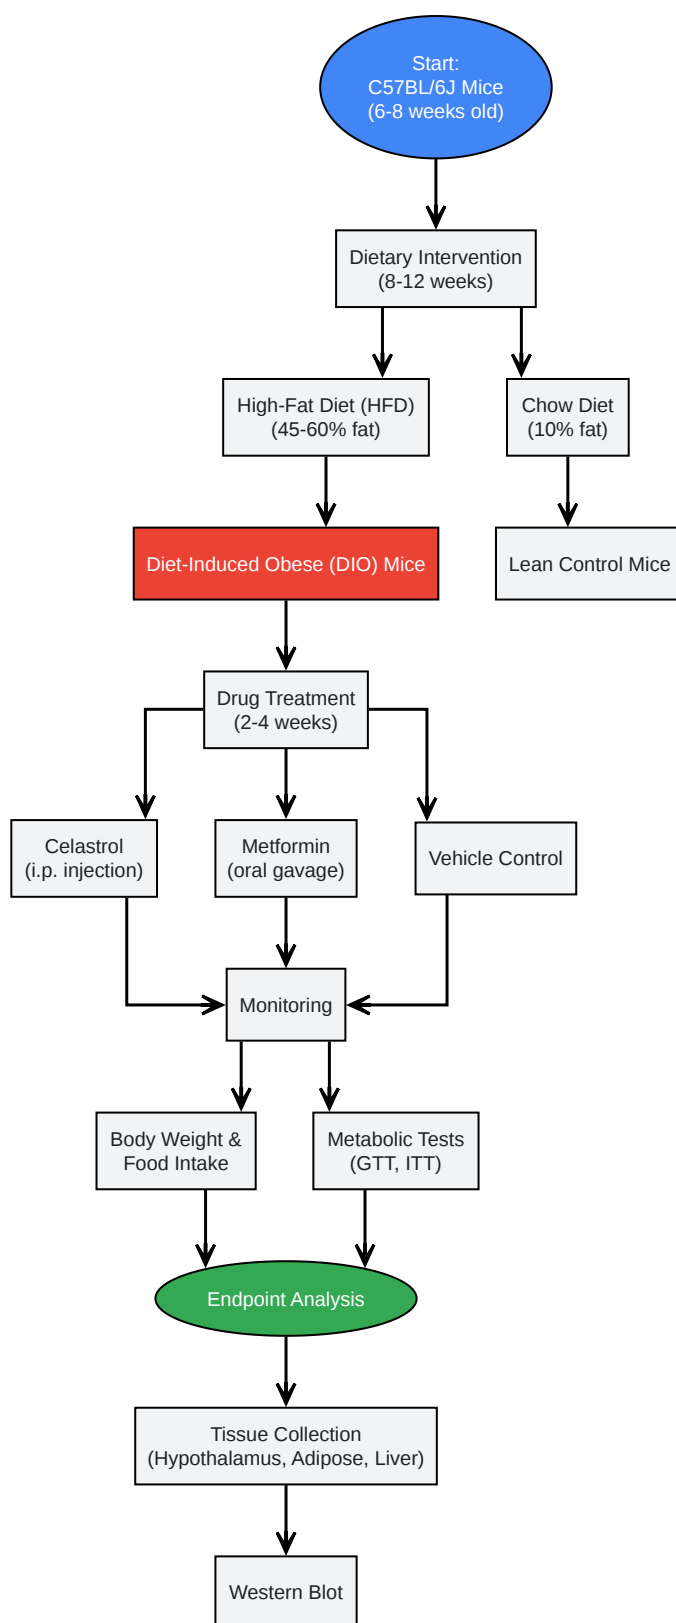 Start:
C57BL/6J Mice
(6-8 weeks old)
Dietary Intervention
(8-12 weeks)
High-Fat Diet (HFD)
(45-60% fat)
Chow Diet
(10% fat)
Diet-Induced Obese (DIO) Mice
Lean Control Mice
Drug Treatment
(2-4 weeks)
Celastrol
(i.p. injection)
Metformin
(oral gavage)
Vehicle Control
Monitoring
Body Weight &
Food Intake
Metabolic Tests
(GTT, ITT)
Endpoint Analysis
Tissue Collection
(Hypothalamus, Adipose, Liver)
Western Blot